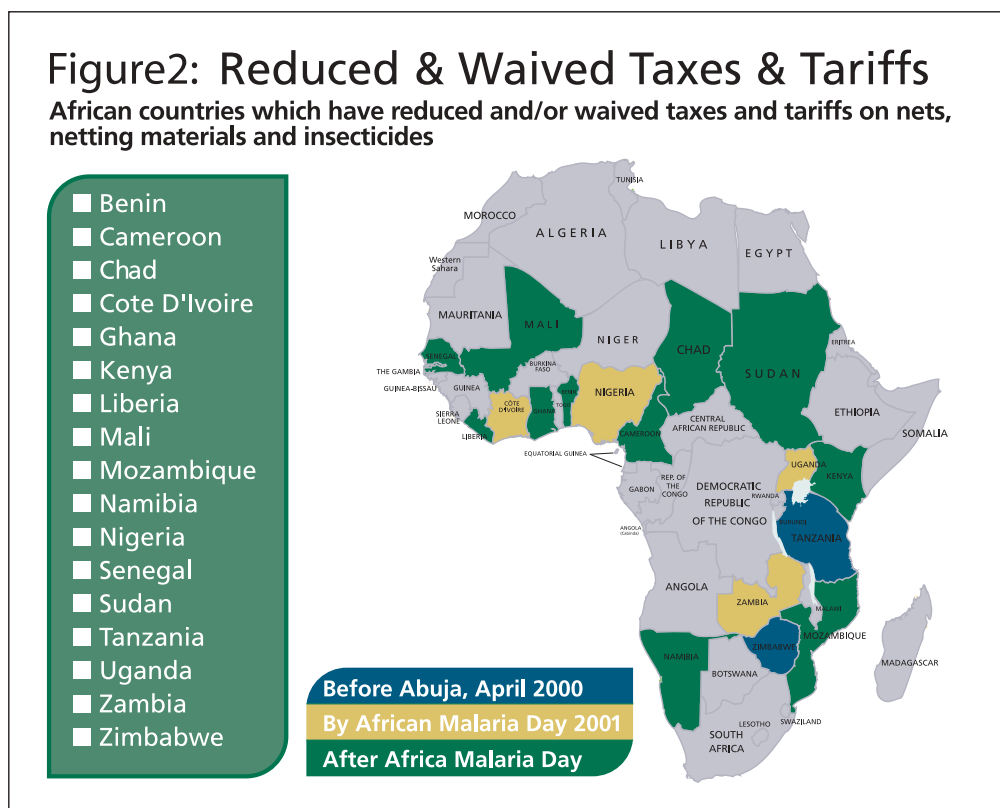 Figure2: Reduced & Waived Taxes & Tariffs
African countries which have reduced and/or waived taxes and tariffs on nets,
netting materials and insecticides
Benin
Cameroon
Chad
Cote D'Ivoire
Ghana
Kenya
Liberia
Mali
Mozambique
Namibia
Nigeria
Senegal
Sudan
Tanzania
Uganda
Zambia
Zimbabwe
TUNISIA
MOROCCO
ALGERIA
LIBYA
EGYPT
Western
Sahara
MAURITANIA
MALI
NIGER
CHAD
SUDAN
ERITREA
SENEGAL
THE GAMBIA
GUINEA-BISSAU
GUINEA
BURKINA
FASO
SIERRA
LEONE
LIBERIA
CÔTE
D'IVOIRE
GHANA
TOGO
BENIN
NIGERIA
CAMEROON
CENTRAL
AFRICAN REPUBLIC
ETHIOPIA
SOMALIA
EQUATORIAL GUINEA
GABON
REP. OF
THE
CONGO
DEMOCRATIC
REPUBLIC
OF THE CONGO
UGANDA
KENYA
RWANDA
BURUNDI
TANZANIA
ANGOLA
(Cabinda)
ANGOLA
ZAMBIA
MALAWI
MOZAMBIQUE
ZIMBABWE
NAMIBIA
BOTSWANA
MADAGASCAR
SWAZILAND
LESOTHO
SOUTH
AFRICA
Before Abuja, April 2000
By African Malaria Day 2001
After Africa Malaria Day